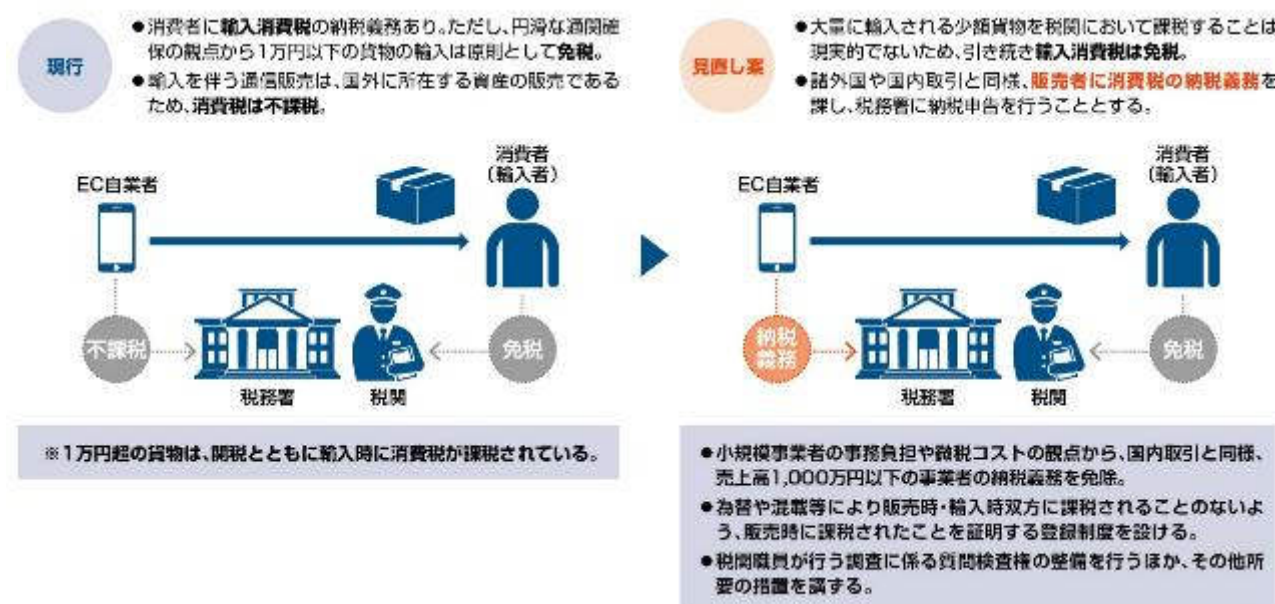 現行
●消費者に輸入消費税の納税義務あり。ただし、円滑な通関確
保の観点から1万円以下の貨物の輸入は原則として免税。
●輸入を伴う通信販売は、国外に所在する資産の販売である
ため、消費税は不課税。
EC自業者
消費者
(輸入者)
不課税
免税
税務署
税関
※1万円超の貨物は、関税とともに輸入時に消費税が課税されている。
見直し案
●大量に輸入される少額貨物を税関において課税することは
現実的でないため、引き続き輸入消費税は免税。
●諸外国や国内取引と同様、販売者に消費税の納税義務を
課し、税務署に納税申告を行うこととする。
EC自業者
消費者
(輸入者)
納税
義務
免税
税務署
税関
●小規模事業者の事務負担や微税コストの観点から、国内取引と同様、
売上高1,000万円以下の事業者の納税義務を免除。
●為替や混載等により販売時・輸入時双方に課税されることのないよ
う、販売時に課税されたことを証明する登録制度を設ける。
●税関職員が行う調査に係る質問検査権の整備を行うほか、その他所
要の措置を講する。